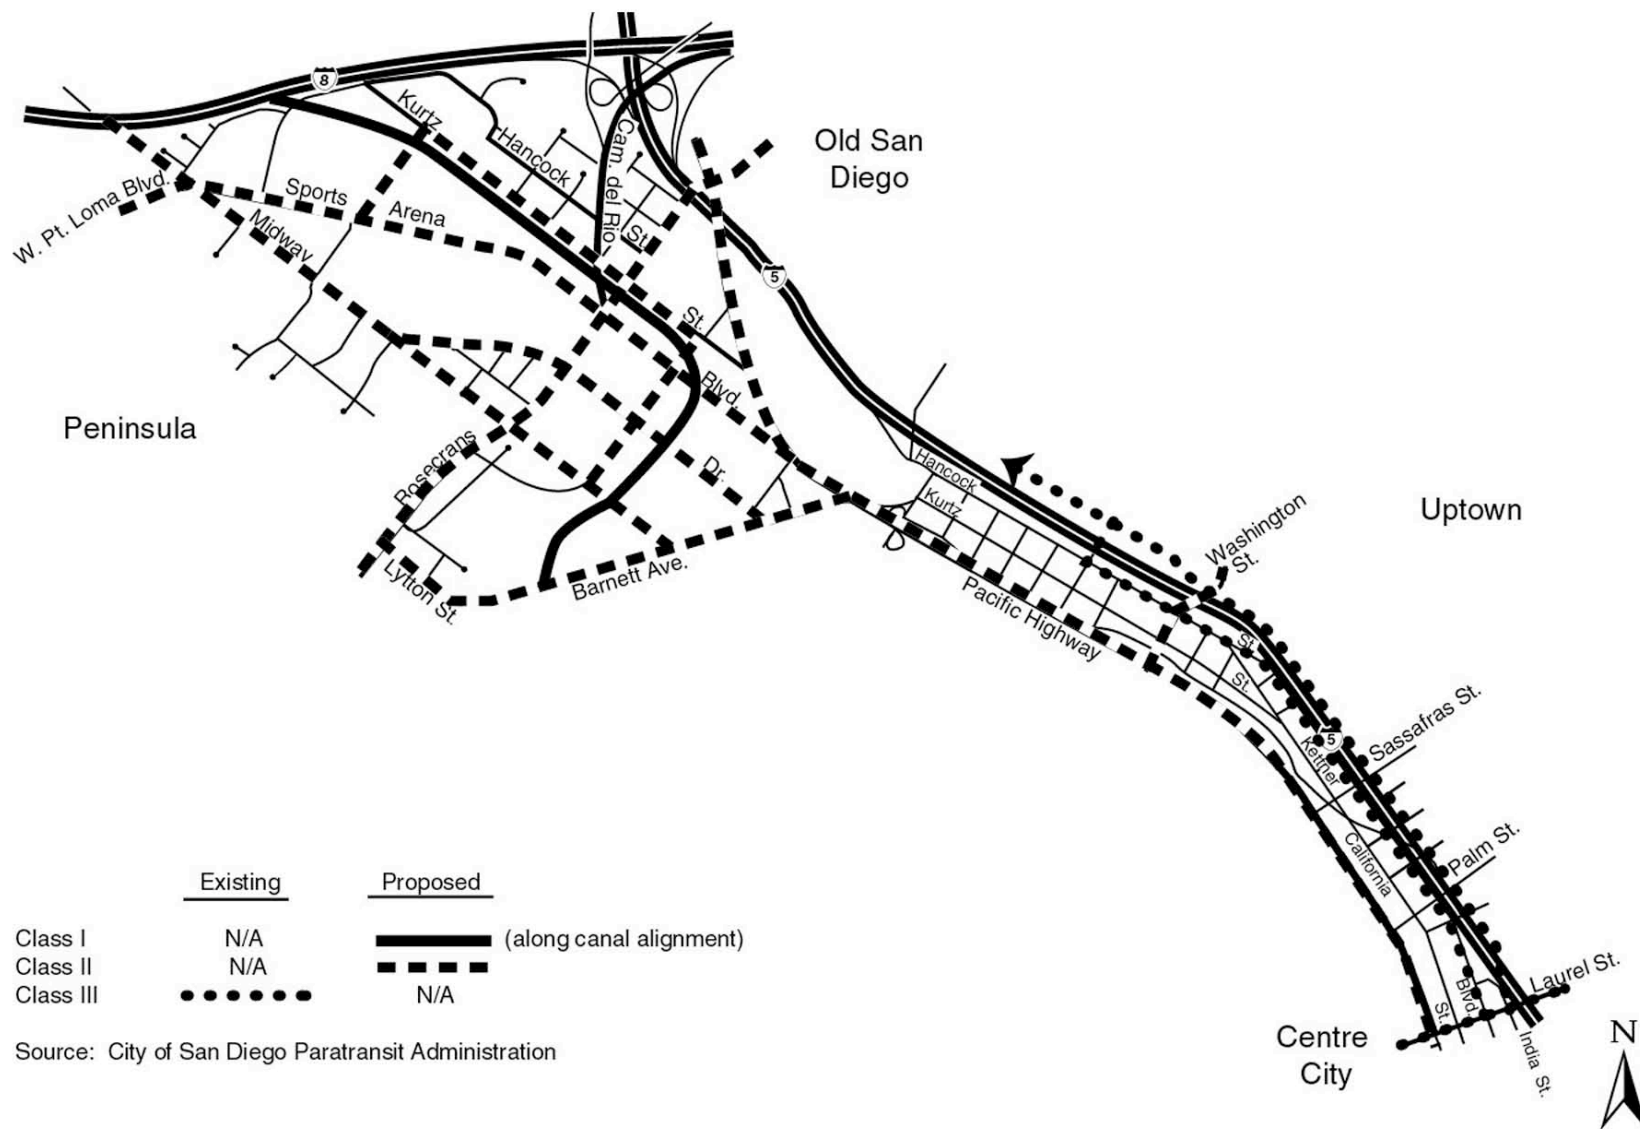 8
Kurtz
Hancock
Cam. del Rio
St.
Old San
Diego
W. Pt. Loma Blvd.
Sports
Arena
Midway
5
St.
Blvd.
Peninsula
Rosecrans
Dr.
Hancock
Kurtz
Washington
St.
Uptown
Lytton St.
Barnett Ave.
Pacific Highway
St.
St.
5
Kettner
Sassafras St.
California
Palm St.
Existing
Proposed
Class I
N/A
(along canal alignment)
Class II
N/A
Class III
N/A
St.
Blvd.
Laurel St.
Centre
City
India St.
N
Source: City of San Diego Paratransit Administration